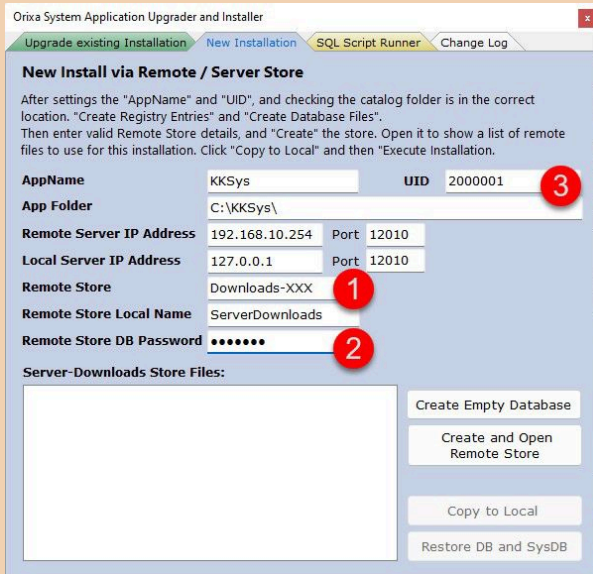 Orixa System Application Upgrader and Installer
x
Upgrade existing Installation New Installation SQL Script Runner Change Log
New Install via Remote / Server Store
After settings the "AppName" and "UID", and checking the catalog folder is in the correct
location. "Create Registry Entries" and "Create Database Files".
Then enter valid Remote Store details, and "Create" the store. Open it to show a list of remote
files to use for this installation. Click "Copy to Local" and then "Execute Installation.
AppName KKSys UID 2000001 3
App Folder C:\KKSys\
Remote Server IP Address 192.168.10.254 Port 12010
Local Server IP Address 127.0.0.1 Port 12010
Remote Store Downloads-XXX 1
Remote Store Local Name ServerDownloads
Remote Store DB Password ••••••• 2
Server-Downloads Store Files:
Create Empty Database
Create and Open
Remote Store
Copy to Local
Restore DB and SysDB